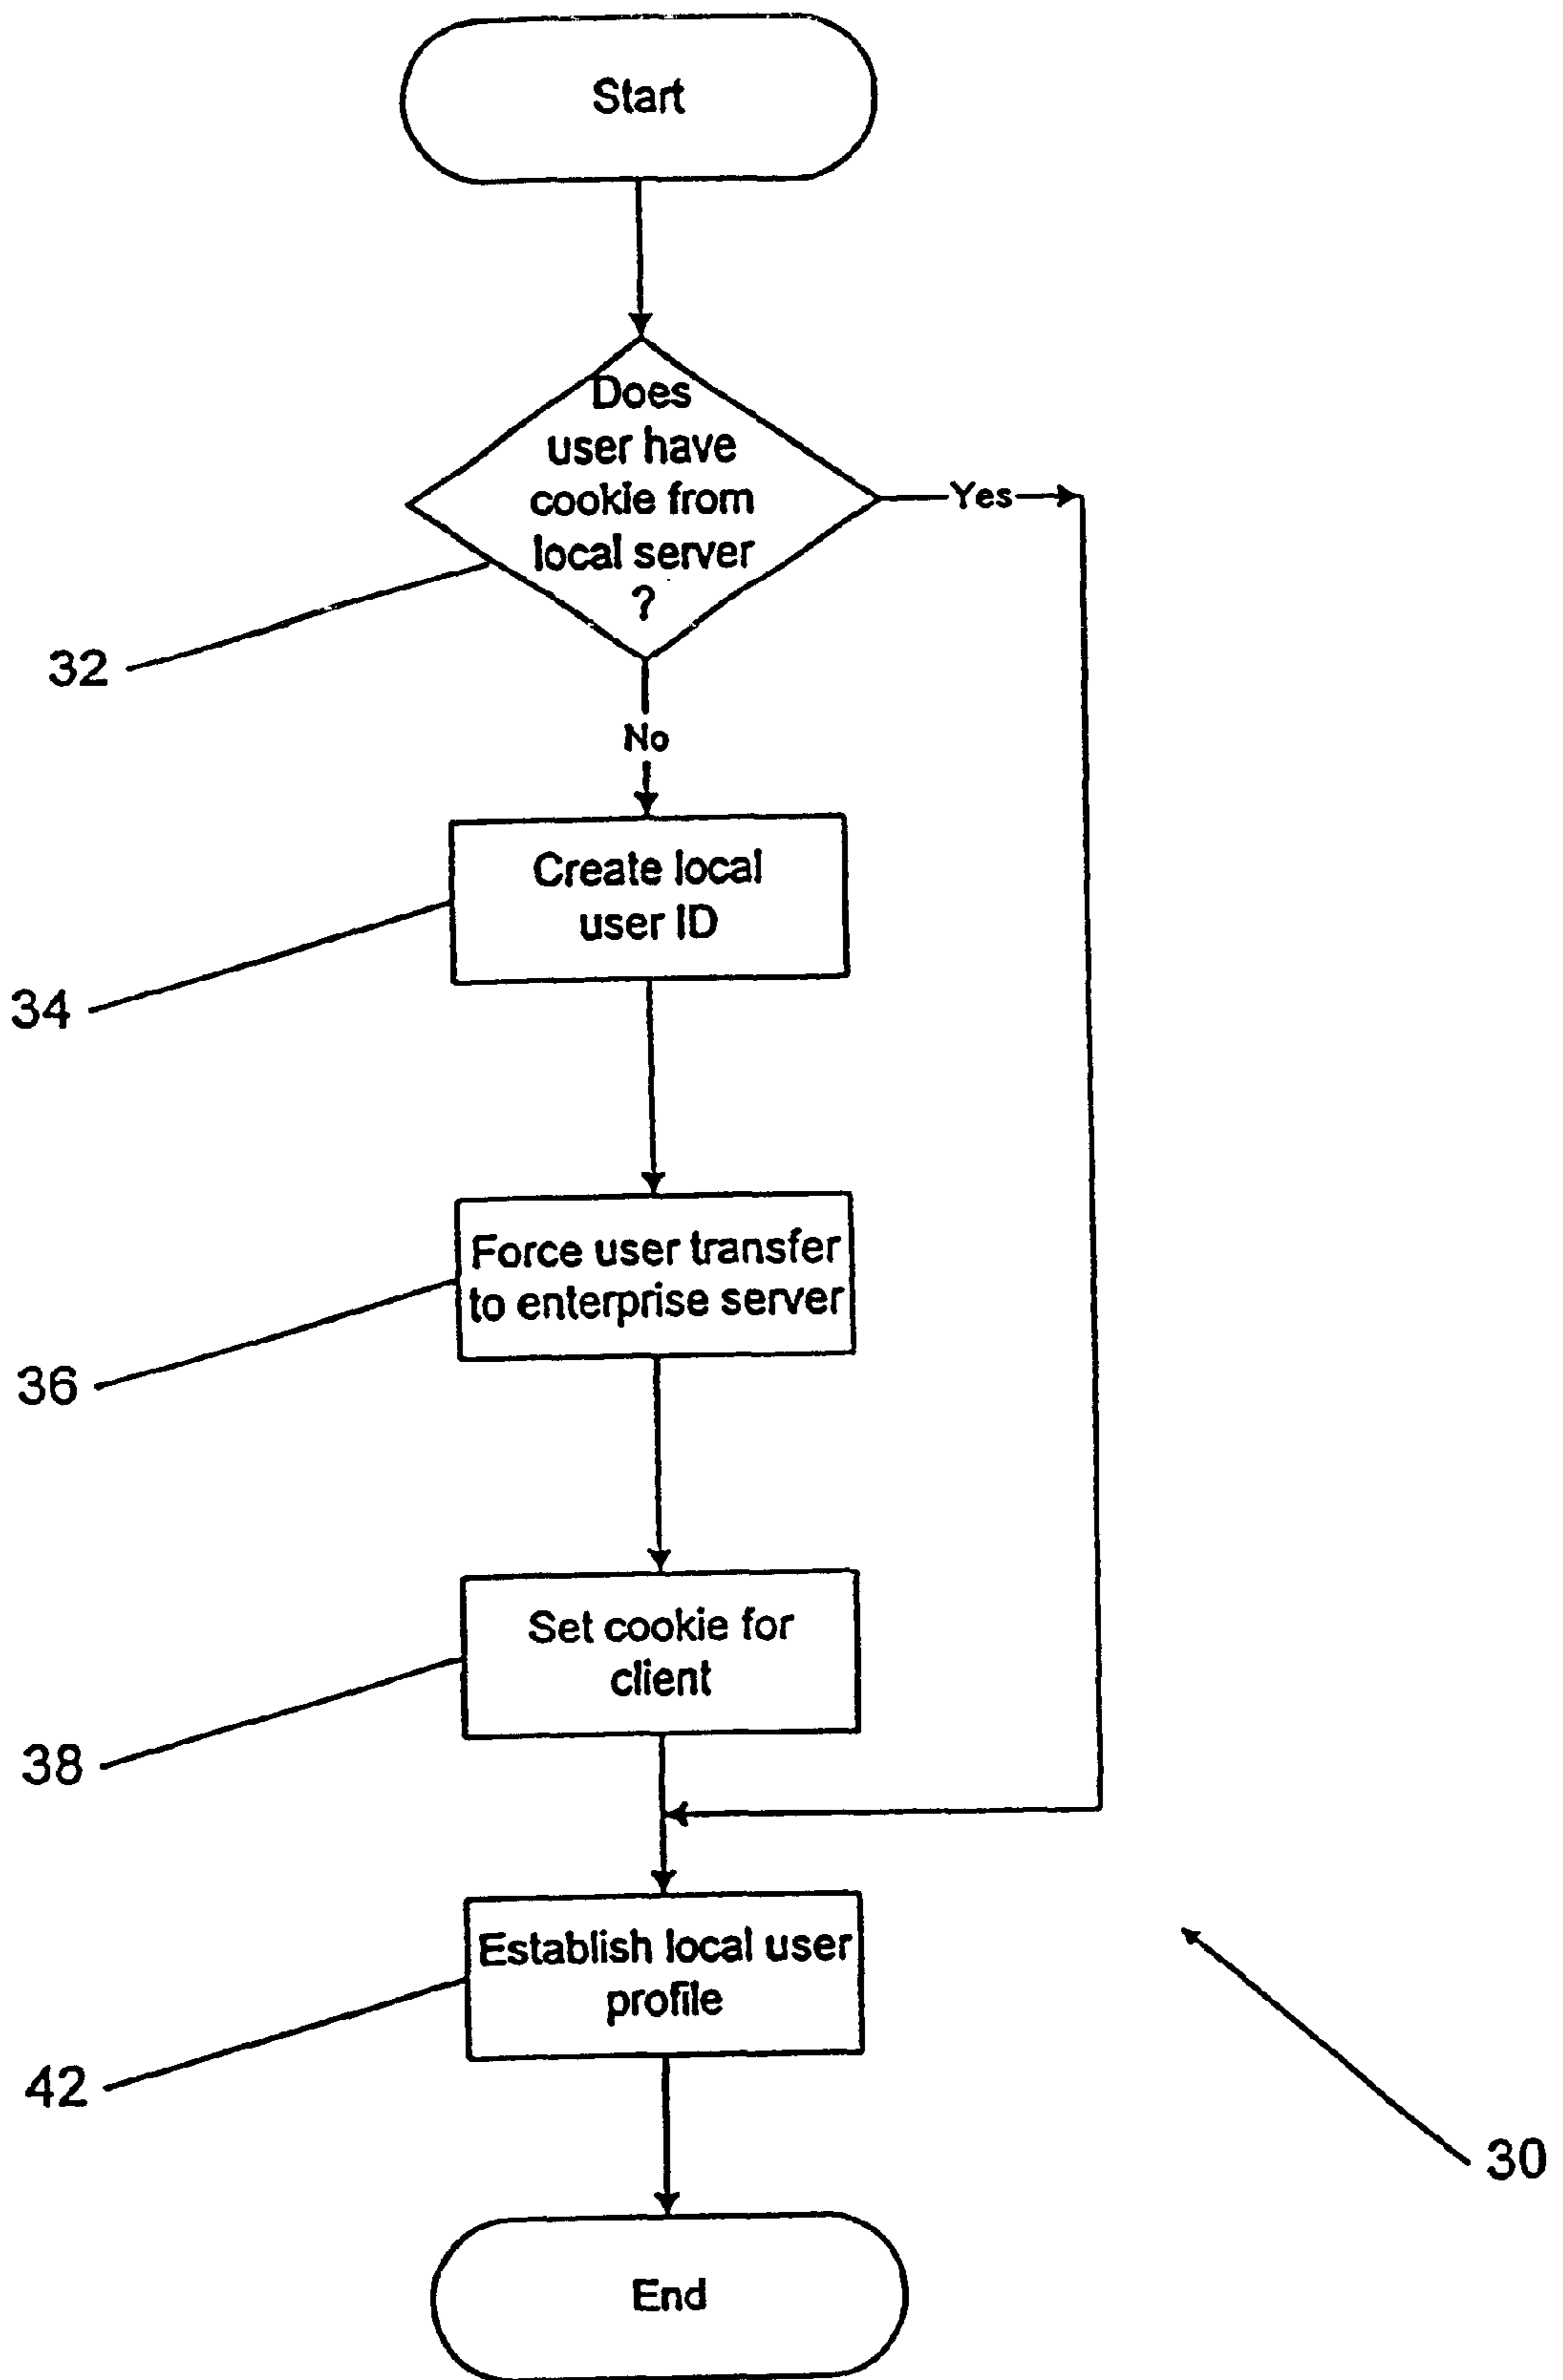 Start
Does
user have
cookie from
local server
?
Yes
32
No
Create local
user ID
34
Force user transfer
to enterprise server
36
Set cookie for
client
38
Establish local user
profile
42
30
End